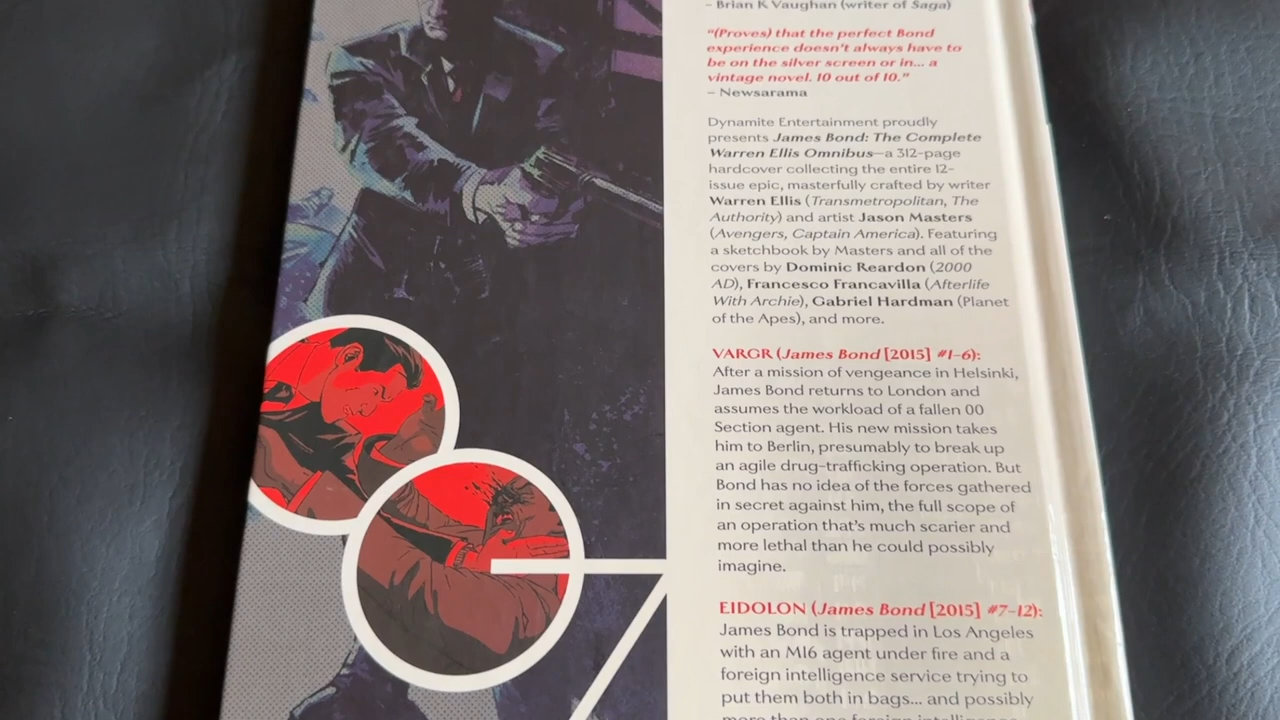 – Brian K Vaughan (writer of Saga)
“(Proves) that the perfect Bond
experience doesn’t always have to
be on the silver screen or in... a
vintage novel. 10 out of 10.”
– Newsarama
Dynamite Entertainment proudly
presents James Bond: The Complete
Warren Ellis Omnibus—a 312-page
hardcover collecting the entire 12-
issue epic, masterfully crafted by writer
Warren Ellis (Transmetropolitan, The
Authority) and artist Jason Masters
(Avengers, Captain America). Featuring
a sketchbook by Masters and all of the
covers by Dominic Reardon (2000
AD), Francesco Francavilla (Afterlife
With Archie), Gabriel Hardman (Planet
of the Apes), and more.
VARGR (James Bond [2015] #1–6):
After a mission of vengeance in Helsinki,
James Bond returns to London and
assumes the workload of a fallen 00
Section agent. His new mission takes
him to Berlin, presumably to break up
an agile drug-trafficking operation. But
Bond has no idea of the forces gathered
in secret against him, the full scope of
an operation that’s much scarier and
more lethal than he could possibly
imagine.
EIDOLON (James Bond [2015] #7–12):
James Bond is trapped in Los Angeles
with an MI6 agent under fire and a
foreign intelligence service trying to
put them both in bags... and possibly
more than one foreign intelligence